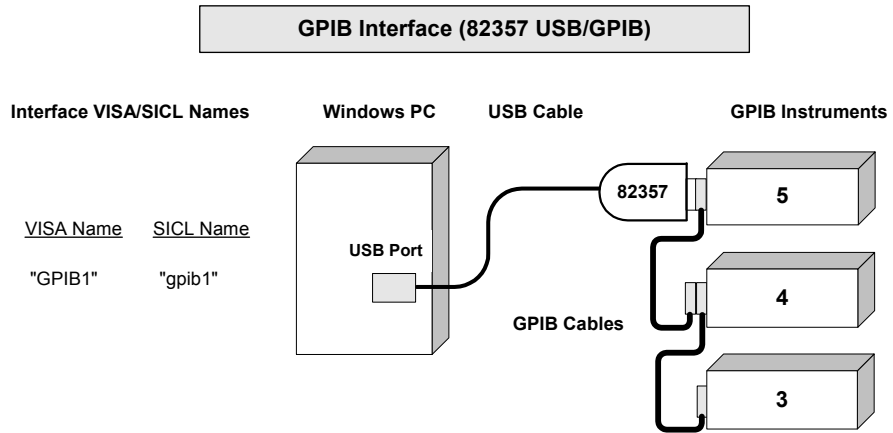 GPIB Interface (82357 USB/GPIB)
Interface VISA/SICL Names
Windows PC
USB Cable
GPIB Instruments
VISA Name
SICL Name
"GPIB1"
"gpib1"
USB Port
82357
5
GPIB Cables
4
3